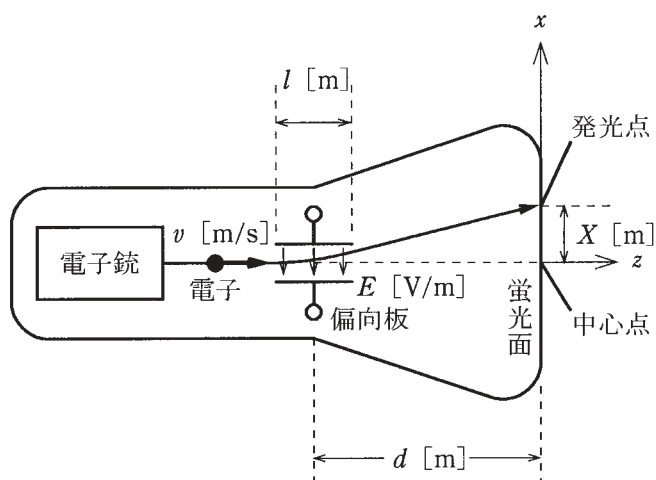 x
l [m]
発光点
v [m/s]
X [m]
電子銃
z
電子
E [V/m]
偏向板
蛍光面
中心点
d [m]